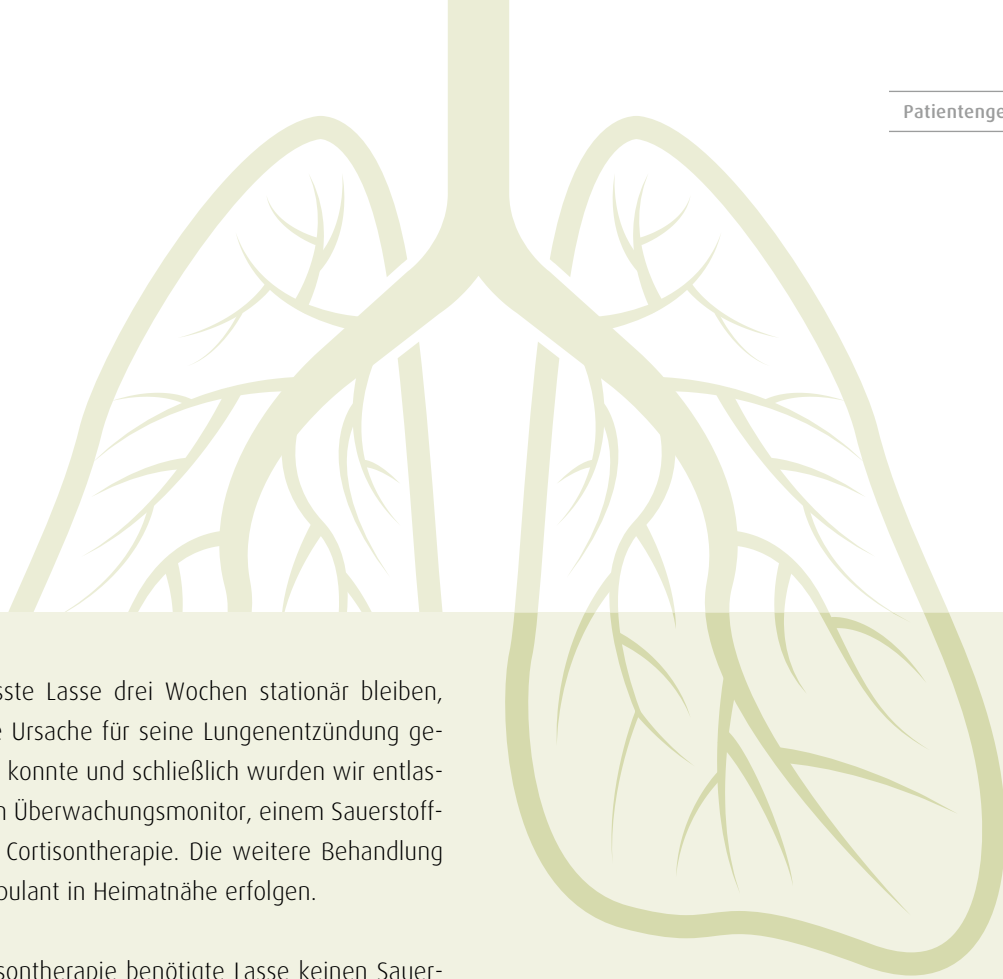 Patientenge
sste Lasse drei Wochen stationär bleiben,
e Ursache für seine Lungenentzündung ge-
konnte und schließlich wurden wir entlas-
n Überwachungsmonitor, einem Sauerstoff-
Cortisontherapie. Die weitere Behandlung
bulant in Heimatnähe erfolgen.
sontherapie benötigte Lasse keinen Sauer-